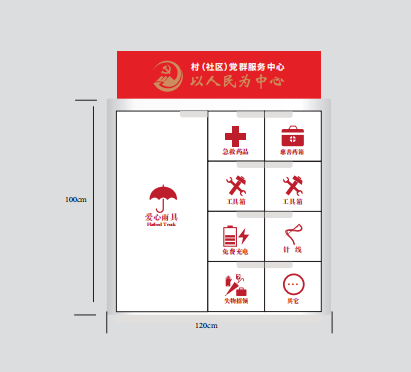 村（社区）党群服务中心
以人民为中心
急救药品
慈善药箱
工具箱
工具箱
爱心雨具
免费充电
针 线
失物招领
其它
100cm
120cm